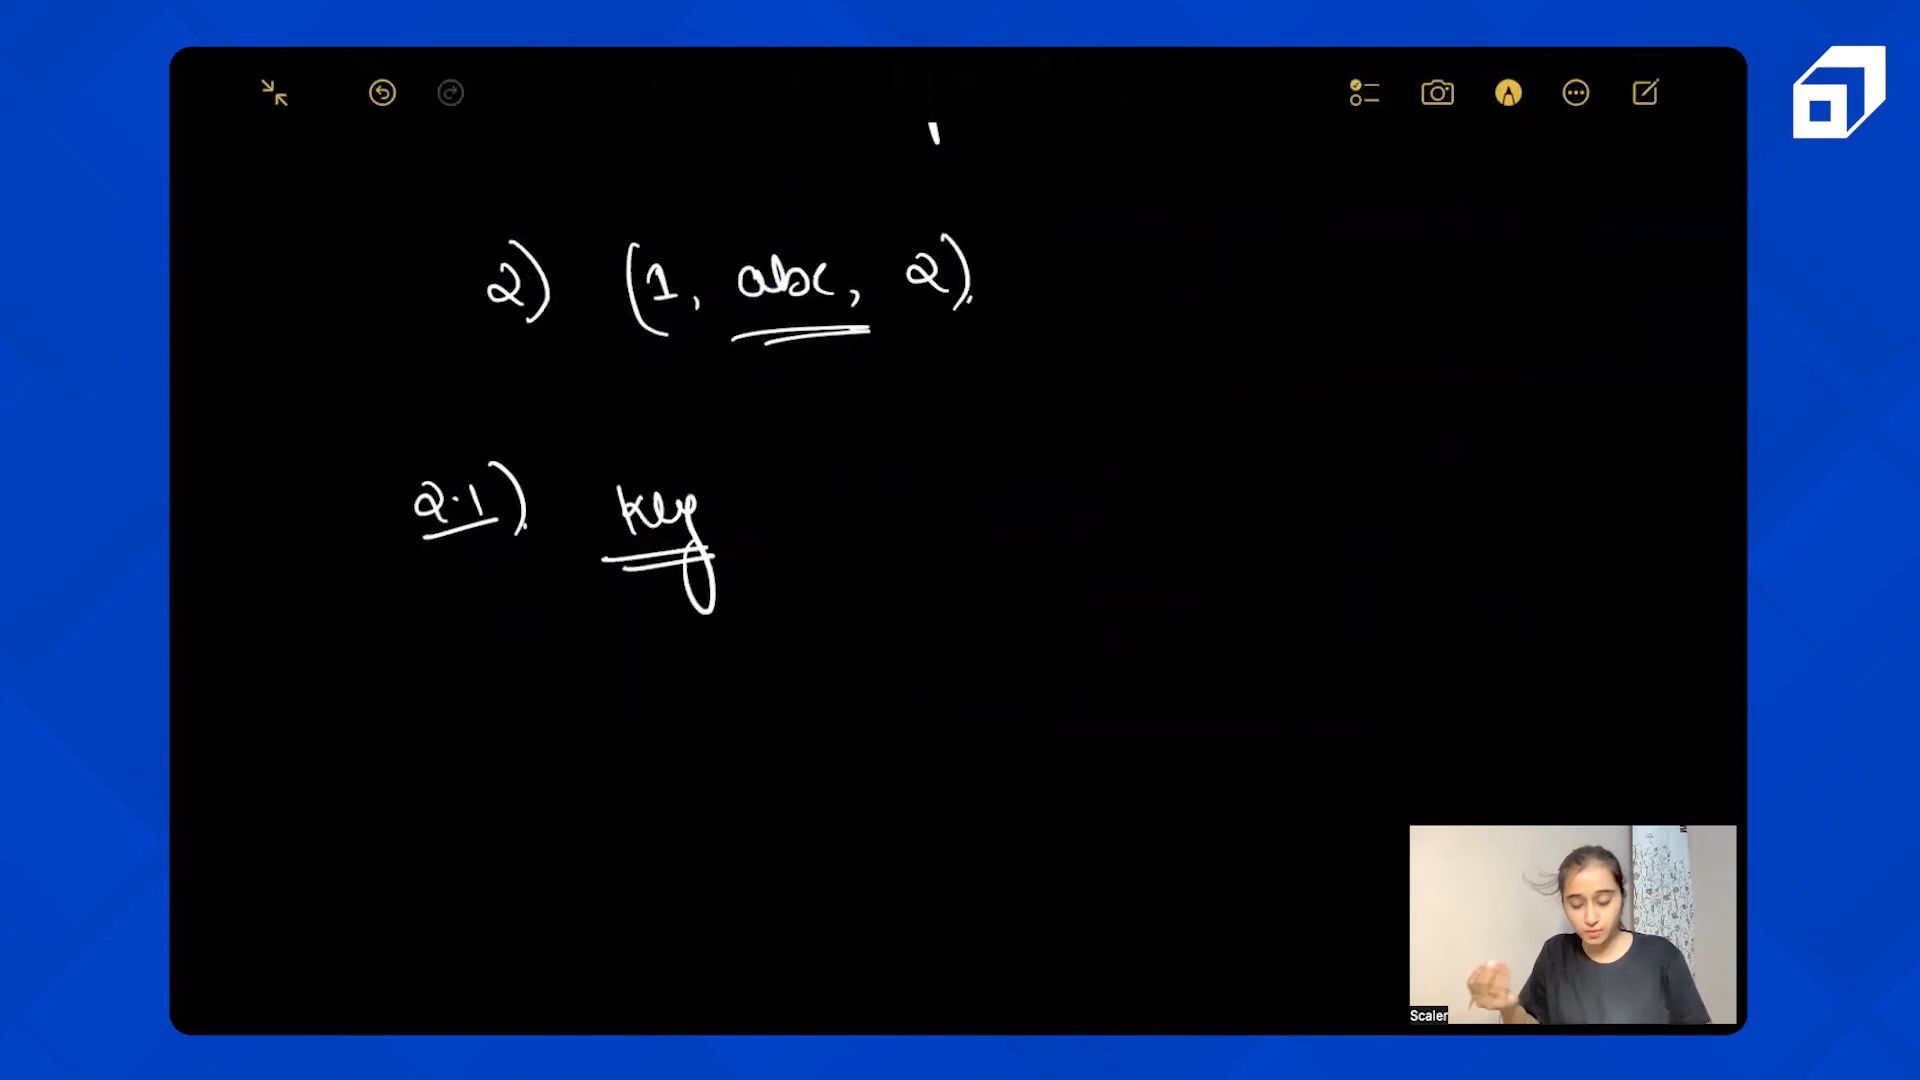 2) (1, abc, 2).
2.1). key
Scaler